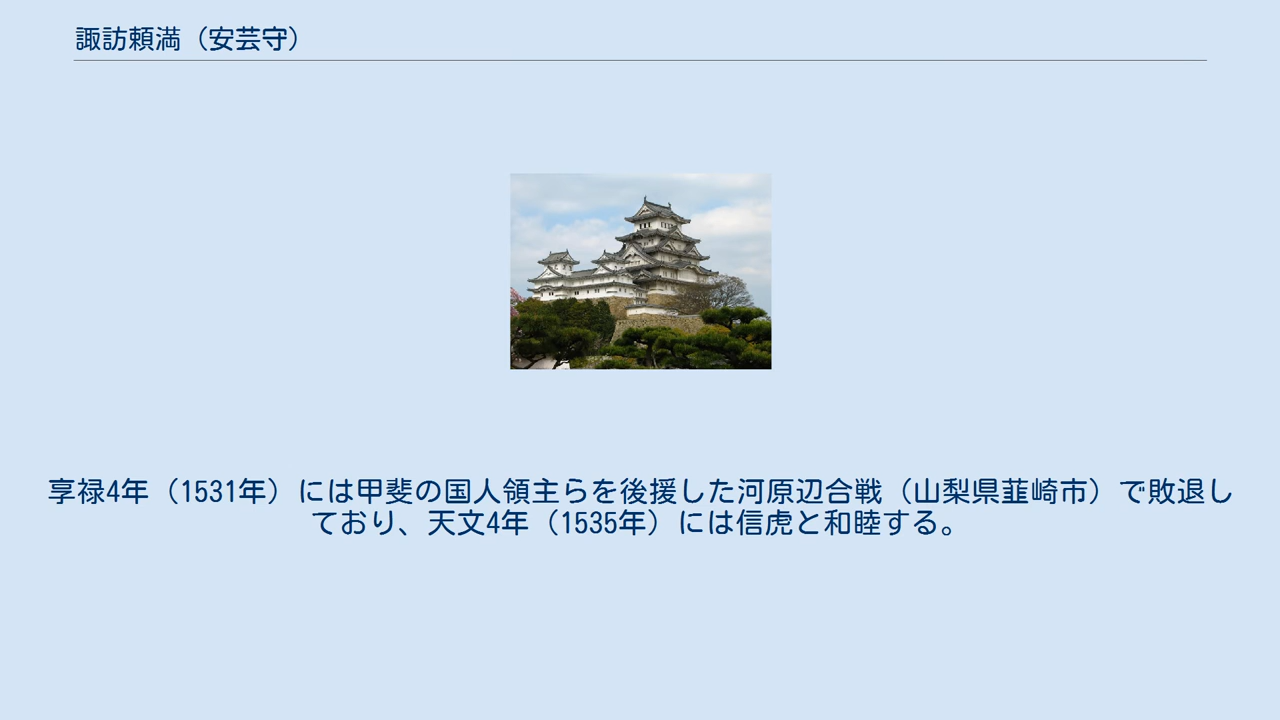 諏訪頼満（安芸守）
享禄4年（1531年）には甲斐の国人領主らを後援した河原辺合戦（山梨県韮崎市）で敗退し
ており、天文4年（1535年）には信虎と和睦する。